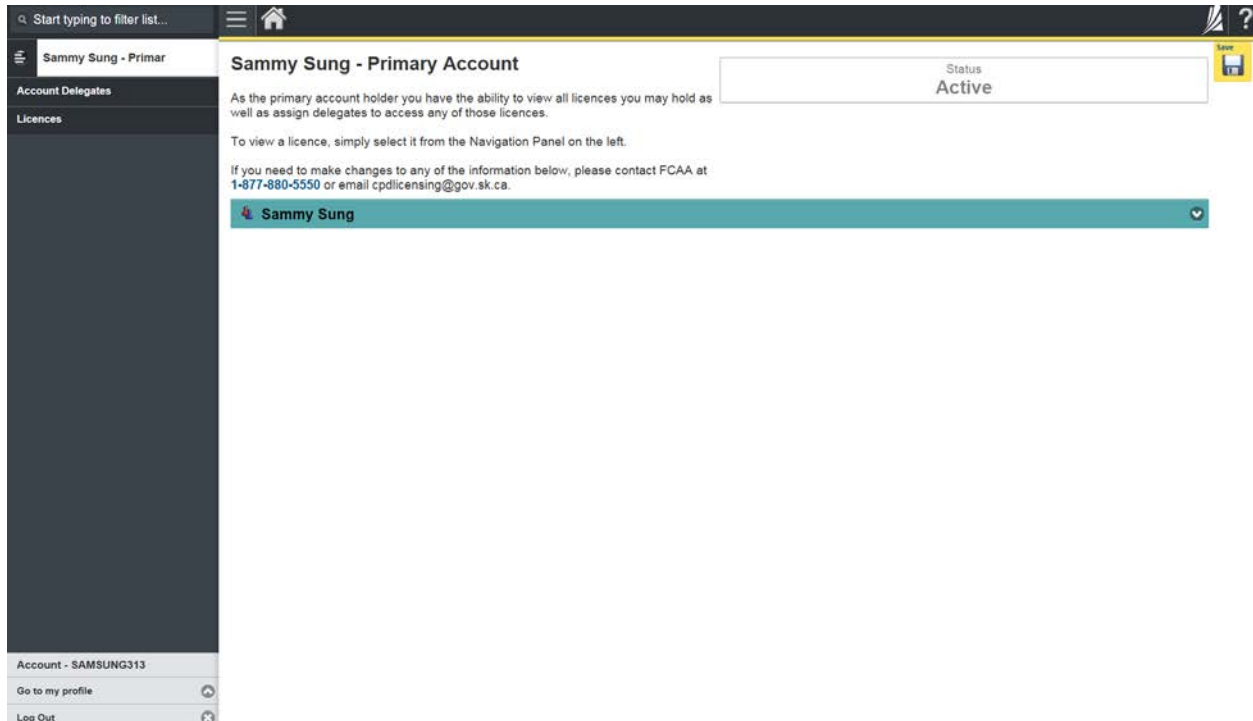 Start typing to filter list...
Sammy Sung - Primar
Account Delegates
Licences
Account - SAMSUNG313
Go to my profile
Log Out
?
Save
Sammy Sung - Primary Account
Status
Active
As the primary account holder you have the ability to view all licences you may hold as
well as assign delegates to access any of those licences.
To view a licence, simply select it from the Navigation Panel on the left.
If you need to make changes to any of the information below, please contact FCAA at
1-877-880-5550 or email cpdlicensing@gov.sk.ca.
Sammy Sung